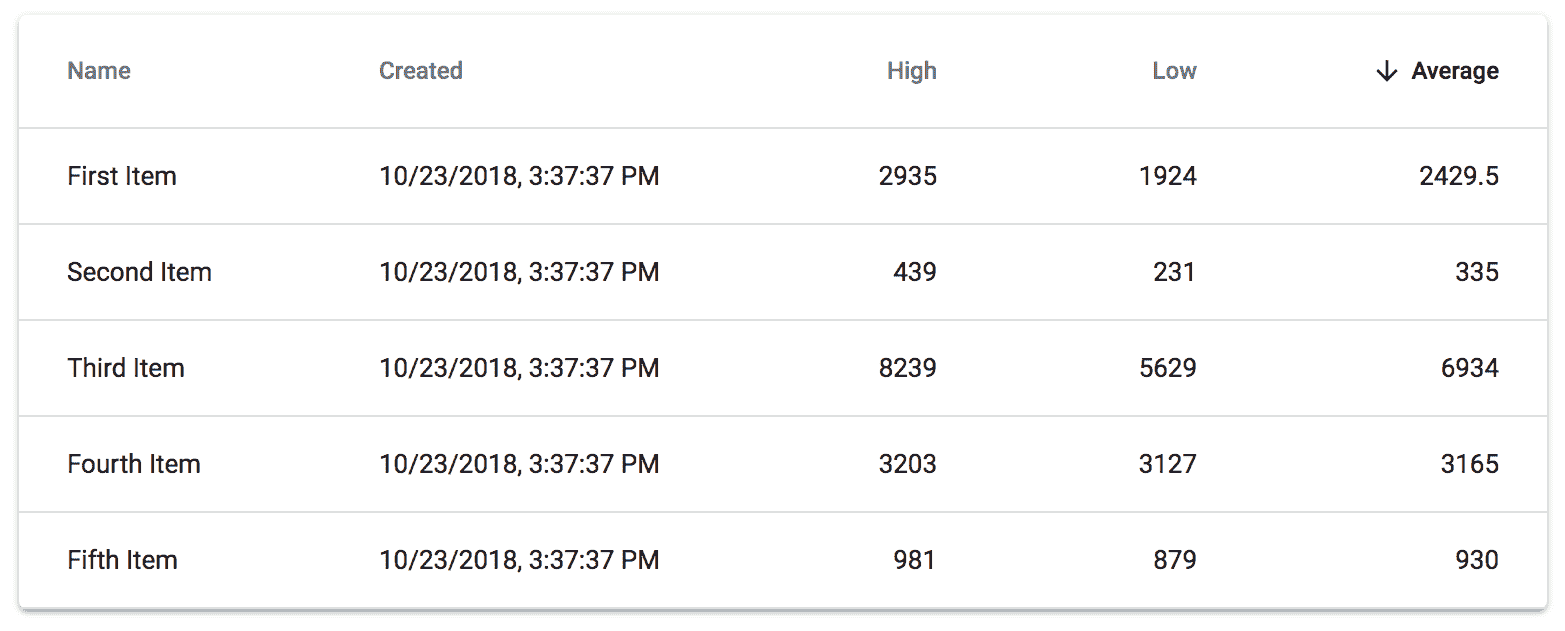 Name Created High Low ↓ Average
First Item 10/23/2018, 3:37:37 PM 2935 1924 2429.5
Second Item 10/23/2018, 3:37:37 PM 439 231 335
Third Item 10/23/2018, 3:37:37 PM 8239 5629 6934
Fourth Item 10/23/2018, 3:37:37 PM 3203 3127 3165
Fifth Item 10/23/2018, 3:37:37 PM 981 879 930